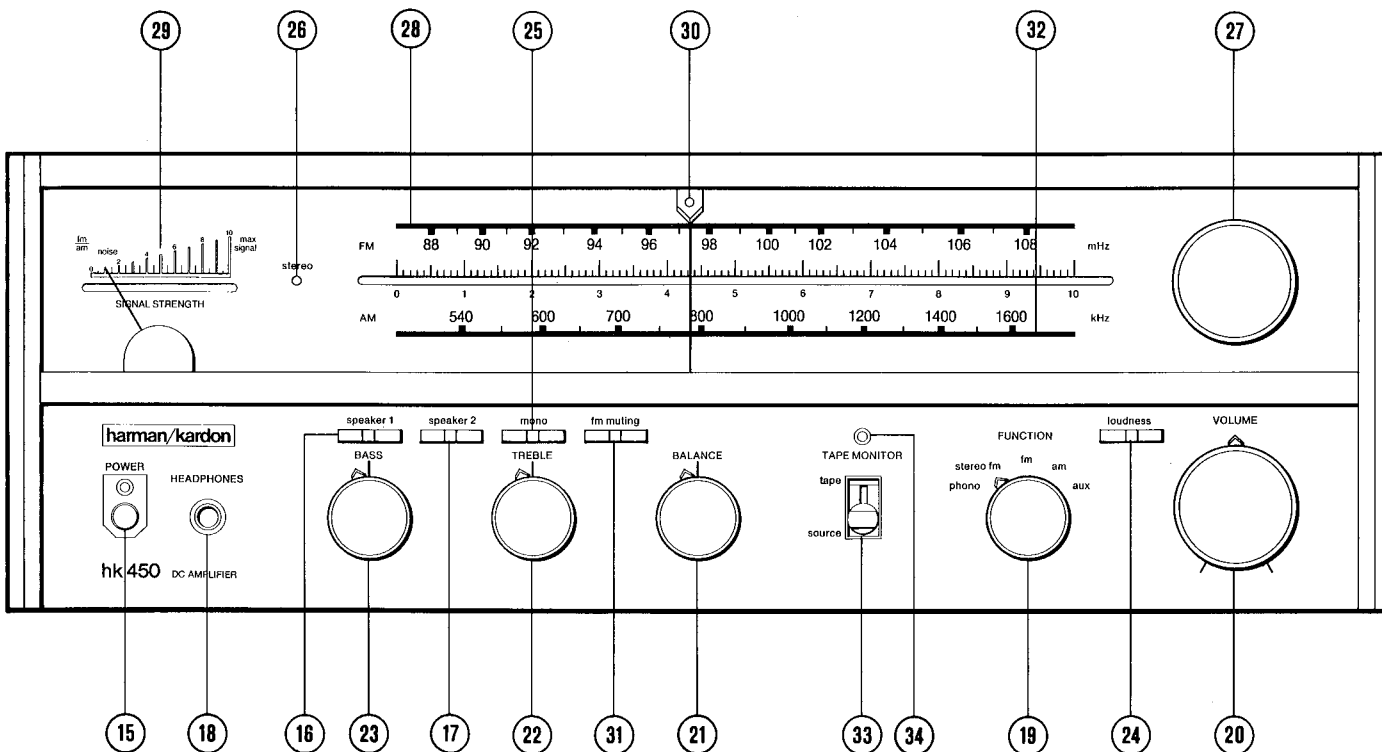 29 26 28 25 30 32 27
fm
am
noise
0 2 4 6 8 10
max
signal
SIGNAL STRENGTH
stereo
FM 88 90 92 94 96 98 100 102 104 106 108 mHz
0 1 2 3 4 5 6 7 8 9 10
AM 540 600 700 800 1000 1200 1400 1600 kHz
harman/kardon
speaker 1 speaker 2 mono fm muting
loudness
POWER
HEADPHONES
BASS TREBLE BALANCE
TAPE MONITOR
tape
source
FUNCTION
phono stereo fm fm am aux
VOLUME
hk 450 DC AMPLIFIER
15 18 16 23 17 22 31 21 33 34 19 24 20